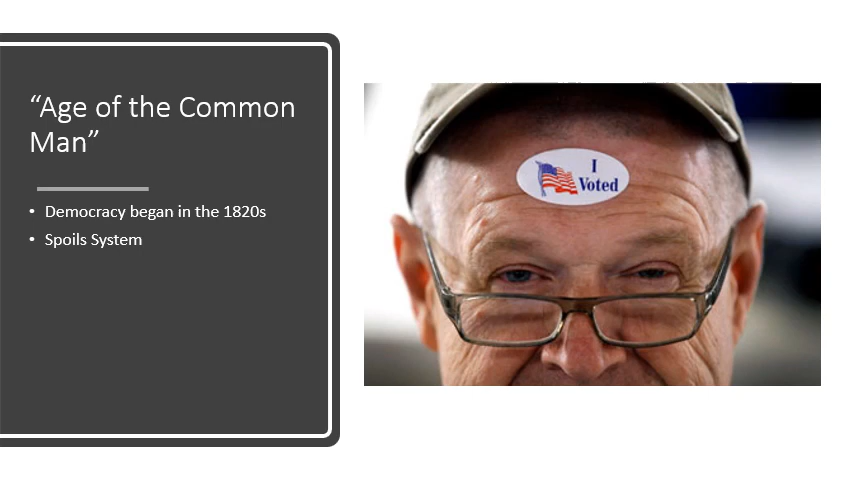 “Age of the Common
Man”
• Democracy began in the 1820s
• Spoils System
I
Voted